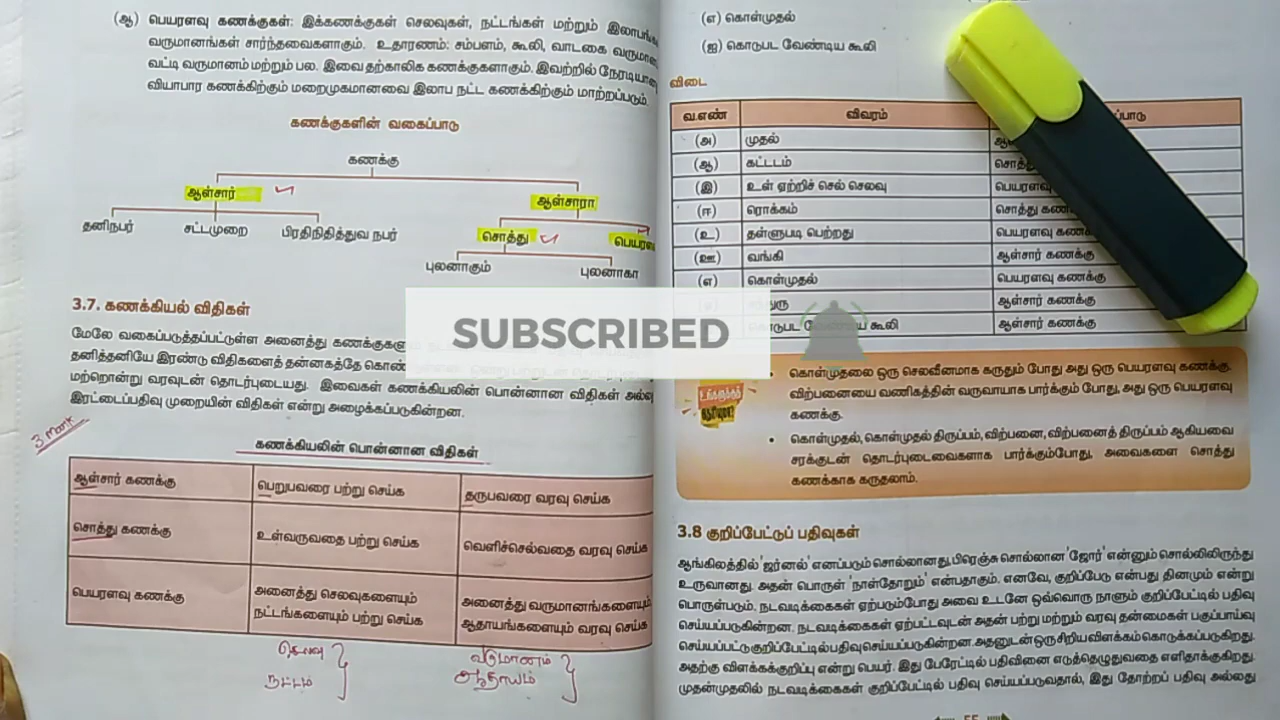 (ஆ) பெயரளவு கணக்குகள்: இக்கணக்குகள் செலவுகள், நட்டங்கள் மற்றும் இலாபங்கள்
வருமானங்கள் சார்ந்தவைகளாகும். உதாரணம்: சம்பளம், கூலி, வாடகை
வட்டி வருமானம் மற்றும் பல. இவை தற்காலிக கணக்குகளாகும். இவற்றில்
வியாபார கணக்கிற்கும் மறைமுகமானவை இலாப நட்ட கணக்கிற்கும் மாற்றப்படும்.
கணக்குகளின் வகைப்பாடு
கணக்கு
ஆள்சார் ஆள்சாரா
தனிநபர் சட்டமுறை பிரதிநிதித்துவ நபர் சொத்து
புலனாகும் புலனாகா
3.7. கணக்கியல் விதிகள்
மேலே வகைப்படுத்தப்பட்டுள்ள அனைத்து
தனித்தனியே இரண்டு விதிகளைத் தன்னகத்தே
மற்றொன்று வரவுடன் தொடர்புடையது. இவைகள் கணக்கியலின் பொன்னான விதிகள்
இரட்டைப்பதிவு முறையின் விதிகள் என்று அழைக்கப்படுகின்றன.
3 mark
கணக்கியலின் பொன்னான விதிகள்
ஆள்சார் கணக்கு பெறுபவரை பற்று செய்க தருபவரை வரவு செய்க
சொத்து கணக்கு உள்வருவதை பற்று செய்க வெளிச்செல்வதை வரவு செய்க
பெயரளவு கணக்கு அனைத்து செலவுகளையும் அனைத்து வருமானங்களையும்
நட்டங்களையும் பற்று செய்க ஆதாயங்களையும் வரவு செய்க
செலவு வருமானம்
நட்டம் ஆதாயம்
(எ) கொள்முதல்
(ஐ) கொடுபட வேண்டிய கூலி
விடை
வ.எண் விவரம்
(அ) முதல்
(ஆ) கட்டடம்
(இ) உள் ஏற்றிச் செல் செலவு
(ஈ) ரொக்கம் சொத்து
(உ) தள்ளுபடி பெற்றது பெயரளவு
(ஊ) வங்கி ஆள்சார் கணக்கு
(எ) கொள்முதல் பெயரளவு கணக்கு
ஆள்சார் கணக்கு
கூலி ஆள்சார் கணக்கு
SUBSCRIBED
உங்களுக்குத்
தெரியுமா?
• கொள்முதலை ஒரு செலவீனமாக கருதும் போது அது ஒரு பெயரளவு கணக்கு.
விற்பனையை வணிகத்தின் வருவாயாக பார்க்கும் போது, அது ஒரு பெயரளவு
கணக்கு.
• கொள்முதல், கொள்முதல் திருப்பம், விற்பனை, விற்பனைத் திருப்பம் ஆகியவை
சரக்குடன் தொடர்புடைவைகளாக பார்க்கும்போது, அவைகளை சொத்து
கணக்காக கருதலாம்.
3.8 குறிப்பேட்டுப் பதிவுகள்
ஆங்கிலத்தில் 'ஜர்னல்' எனப்படும் சொல்லானது, பிரெஞ்சு சொல்லான 'ஜோர்' என்னும் சொல்லிலிருந்து
உருவானது. அதன் பொருள் 'நாள்தோறும்' என்பதாகும். எனவே, குறிப்பேடு என்பது தினமும் என்று
பொருள்படும். நடவடிக்கைகள் ஏற்படும்போது அவை உடனே ஒவ்வொரு நாளும் குறிப்பேட்டில் பதிவு
செய்யப்படுகின்றன. நடவடிக்கைகள் ஏற்பட்டவுடன் அதன் பற்று மற்றும் வரவு தன்மைகள் பகுப்பாய்வு
செய்யப்பட்டு குறிப்பேட்டில் பதிவு செய்யப்படுகின்றன. அதனுடன் ஒரு சிறிய விளக்கம் கொடுக்கப்படுகிறது.
அதற்கு விளக்கக்குறிப்பு என்று பெயர். இது பேரேட்டில் பதிவினை எடுத்தெழுதுவதை எளிதாக்குகிறது.
முதன்முதலில் நடவடிக்கைகள் குறிப்பேட்டில் பதிவு செய்யப்படுவதால், இது தோற்றப் பதிவு அல்லது
55